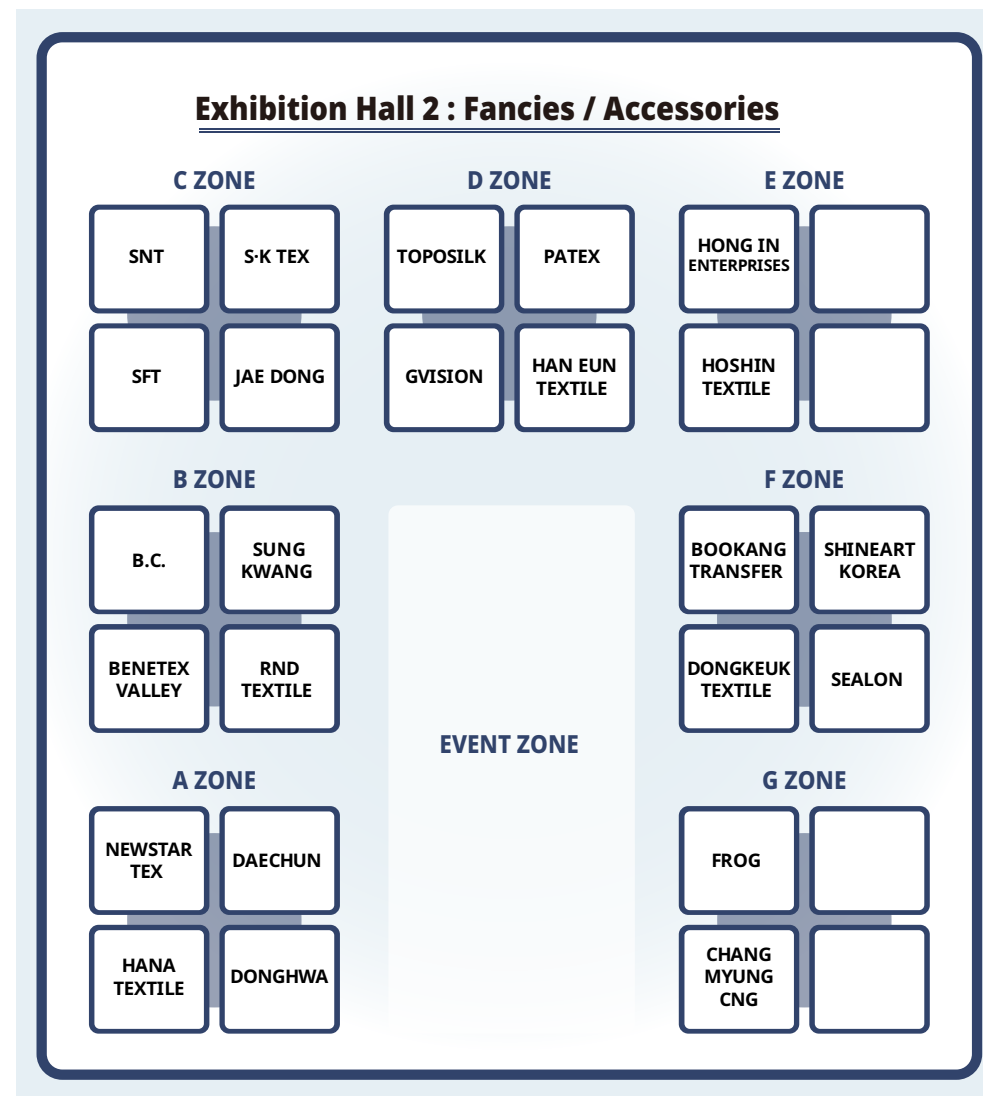 Exhibition Hall 2 : Fancies / Accessories
C ZONE
SNT
S·K TEX
SFT
JAE DONG
D ZONE
TOPOSILK
PATEX
GVISION
HAN EUN
TEXTILE
E ZONE
HONG IN
ENTERPRISES
HOSHIN
TEXTILE
B ZONE
B.C.
SUNG
KWANG
BENETEX
VALLEY
RND
TEXTILE
EVENT ZONE
F ZONE
BOOKANG
TRANSFER
SHINEART
KOREA
DONGKEUK
TEXTILE
SEALON
A ZONE
NEWSTAR
TEX
DAECHUN
HANA
TEXTILE
DONGHWA
G ZONE
FROG
CHANG
MYUNG
CNG